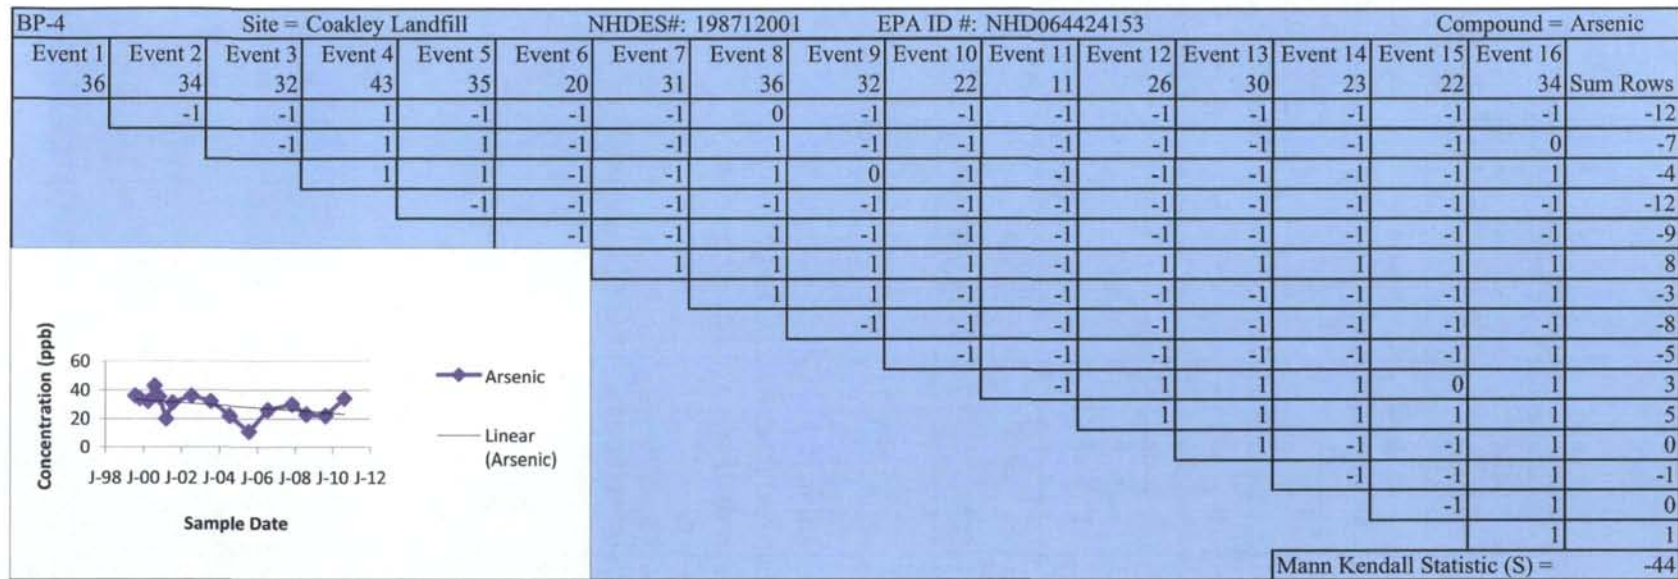 BP-4 Site = Coakley Landfill NHDES#: 198712001 EPA ID #: NHD064424153 Compound = Arsenic
Event 1 Event 2 Event 3 Event 4 Event 5 Event 6 Event 7 Event 8 Event 9 Event 10 Event 11 Event 12 Event 13 Event 14 Event 15 Event 16
36 34 32 43 35 20 31 36 32 22 11 26 30 23 22 34 Sum Rows
-1 -1 1 -1 -1 -1 0 -1 -1 -1 -1 -1 -1 -1 -1 -12
-1 1 1 -1 -1 1 -1 -1 -1 -1 -1 -1 -1 0 -7
1 1 -1 -1 1 0 -1 -1 -1 -1 -1 -1 1 -4
-1 -1 -1 -1 -1 -1 -1 -1 -1 -1 -1 -1 -12
-1 -1 1 -1 -1 -1 -1 -1 -1 -1 -1 -9
1 1 1 1 -1 1 1 1 1 1 8
1 1 -1 -1 -1 -1 -1 -1 1 -3
-1 -1 -1 -1 -1 -1 -1 -1 -8
-1 -1 -1 -1 -1 -1 1 -5
-1 1 1 1 0 1 3
1 1 1 1 1 5
1 -1 -1 1 0
-1 -1 1 -1
-1 1 0
1 1
Mann Kendall Statistic (S) = -44
Concentration (ppb)
60
40
20
0
J-98 J-00 J-02 J-04 J-06 J-08 J-10 J-12
Sample Date
Arsenic
Linear
(Arsenic)